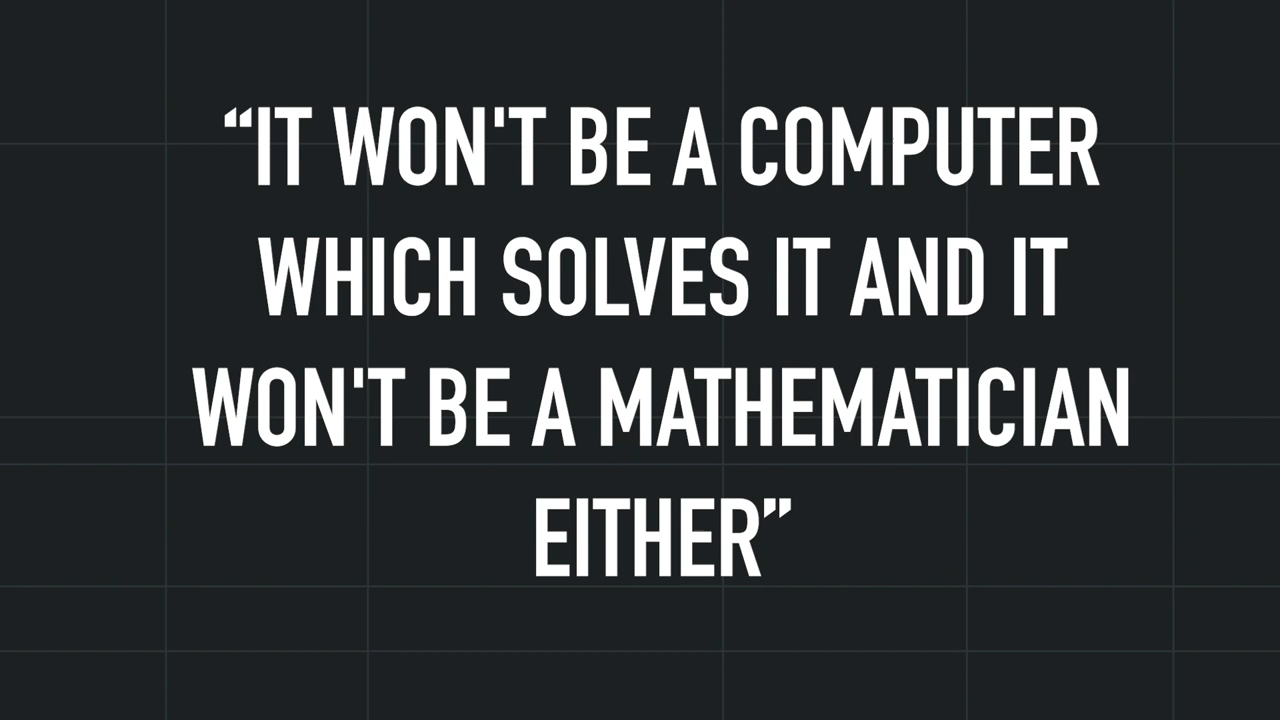 “IT WON'T BE A COMPUTER
WHICH SOLVES IT AND IT
WON'T BE A MATHEMATICIAN
EITHER”